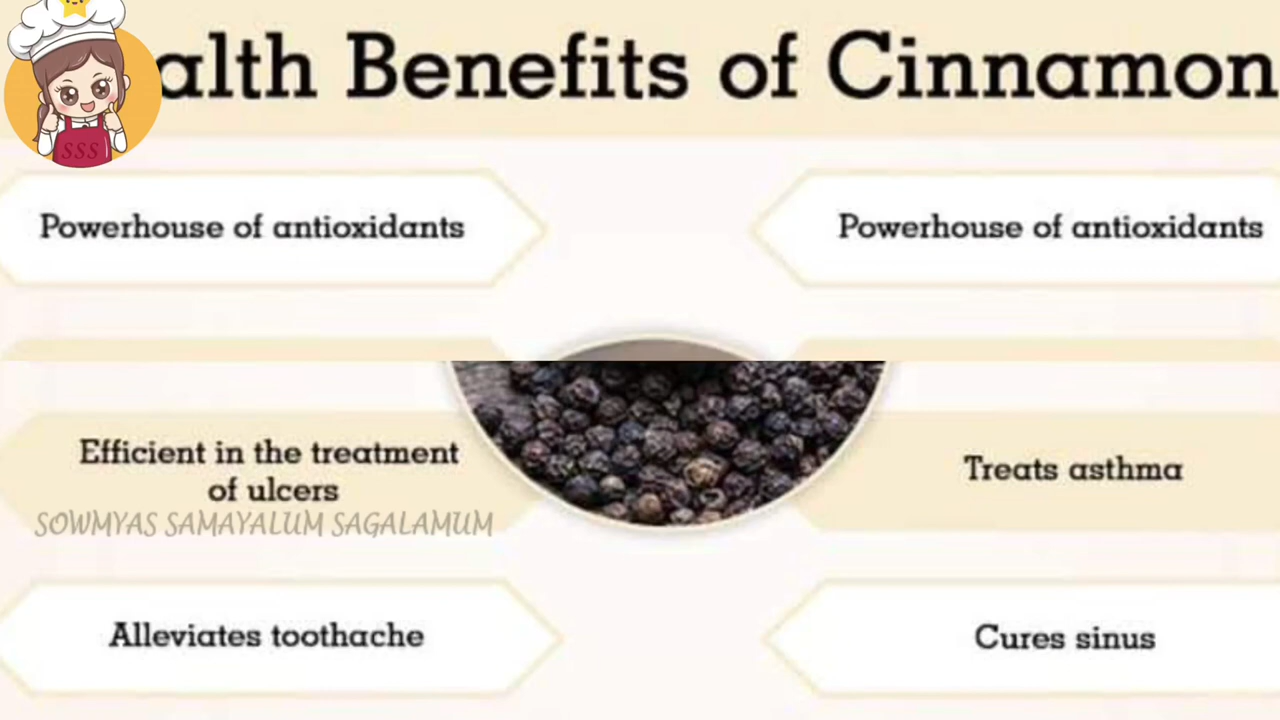 alth Benefits of Cinnamon
SSS
Powerhouse of antioxidants
Powerhouse of antioxidants
Efficient in the treatment
of ulcers
Treats asthma
SOWMYAS SAMAYALUM SAGALAMUM
Alleviates toothache
Cures sinus